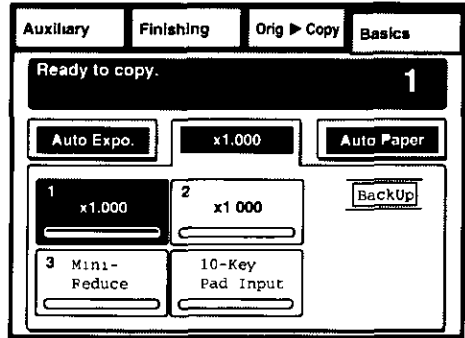 Auxiliary Finishing Orig ▶ Copy Basics
Ready to copy. 1
Auto Expo. x1.000 Auto Paper
1 x1.000 2 x1 000 BackUp
3 Mini- 10-Key
Reduce Pad Input